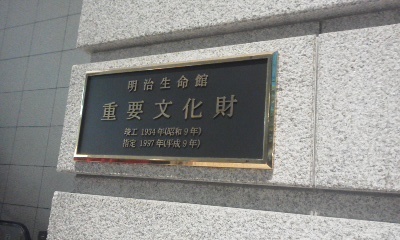 明治生命館
重要文化財
竣工 1934年(昭和9年)
指定 1997年(平成9年)